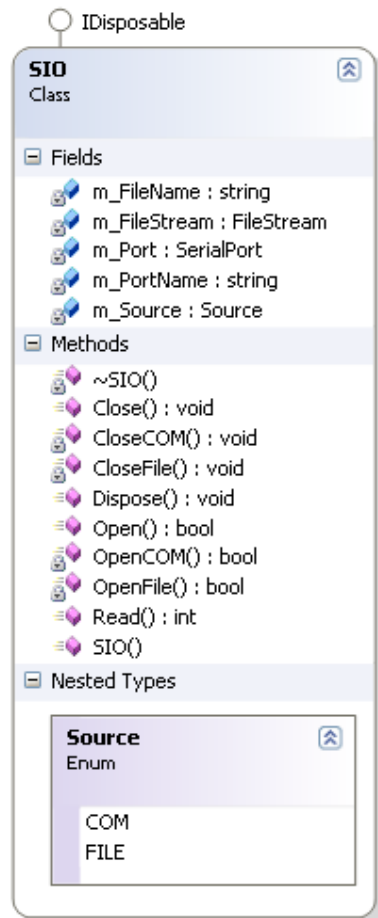 IDisposable
SIO
Class
Fields
m_FileName : string
m_FileStream : FileStream
m_Port : SerialPort
m_PortName : string
m_Source : Source
Methods
~SIO()
Close() : void
CloseCOM() : void
CloseFile() : void
Dispose() : void
Open() : bool
OpenCOM() : bool
OpenFile() : bool
Read() : int
SIO()
Nested Types
Source
Enum
COM
FILE